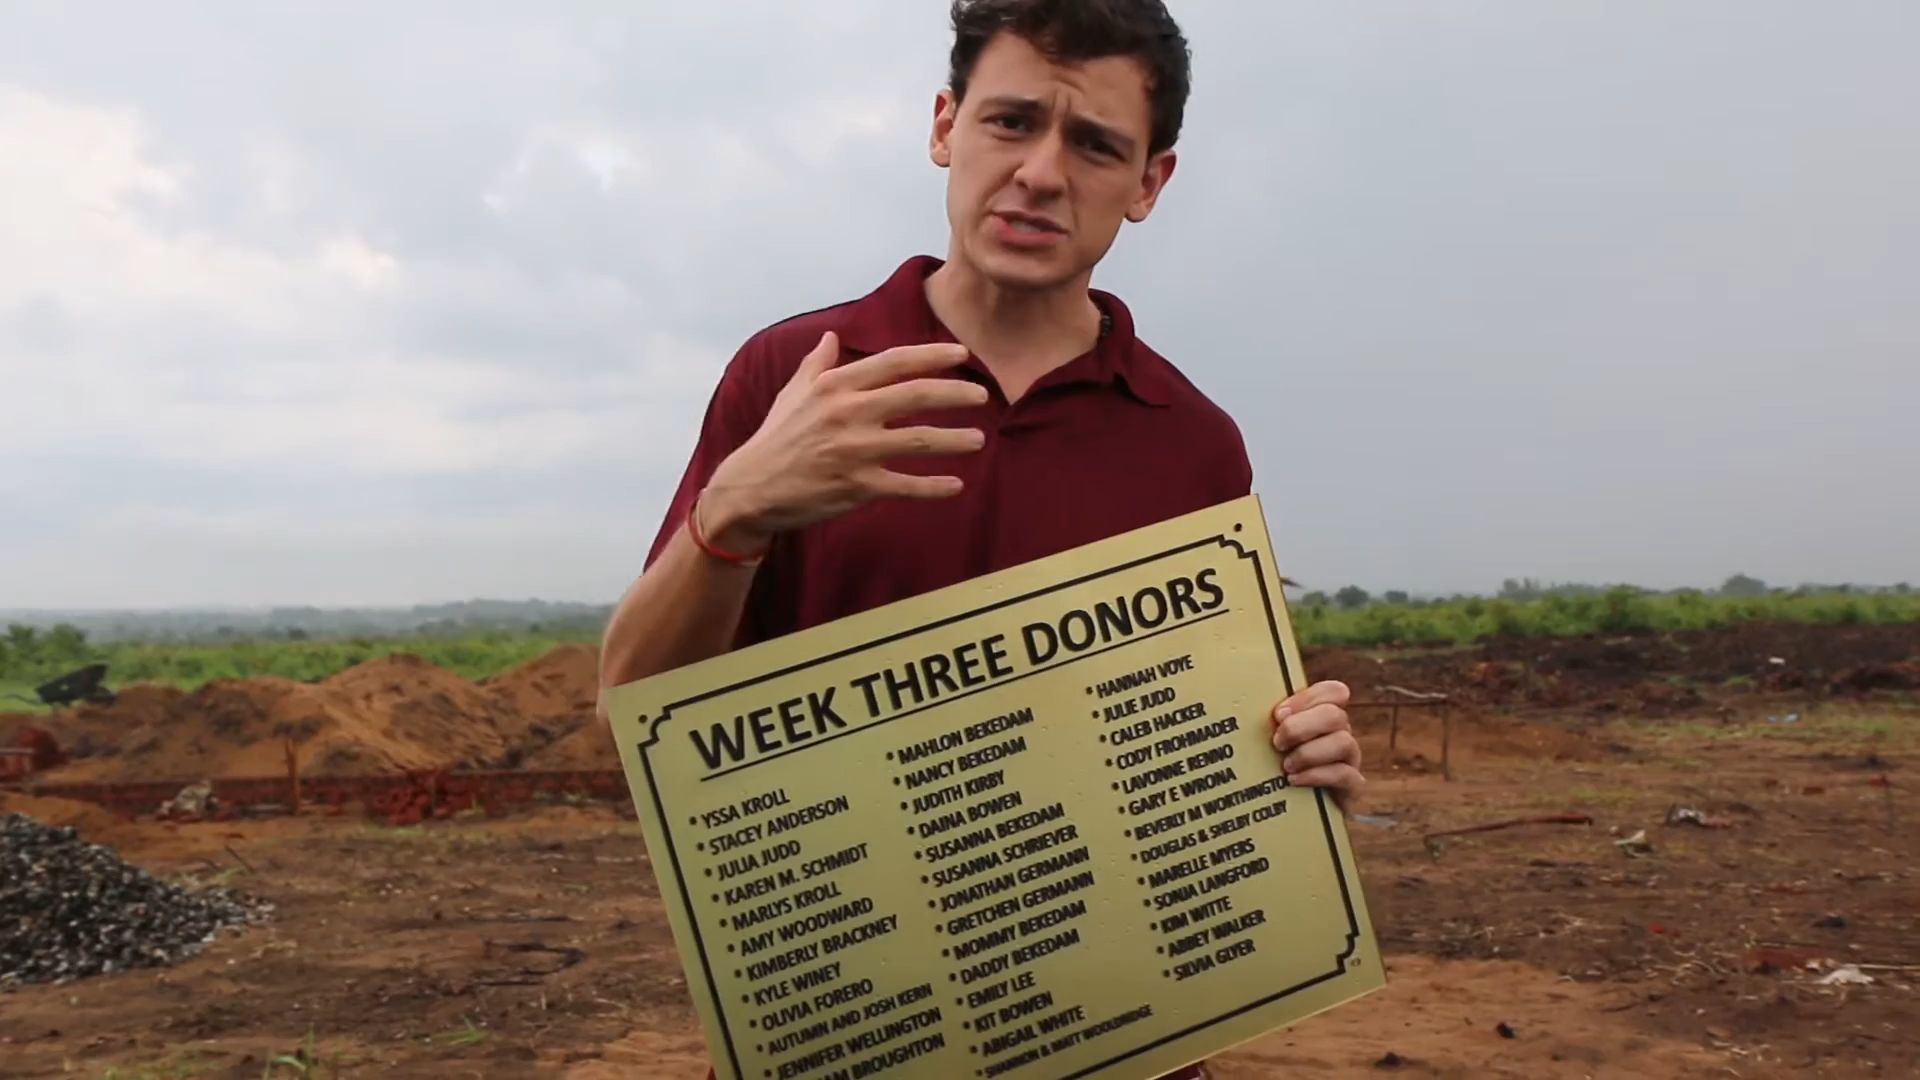 WEEK THREE DONORS
• YSSA KROLL
• STACEY ANDERSON
• JULIA JUDD
• KAREN M. SCHMIDT
• MARLYS KROLL
• AMY WOODWARD
• KIMBERLY BRACKNEY
• KYLE WINEY
• OLIVIA FORERO
• AUTUMN AND JOSH KERN
• JENNIFER WELLINGTON
BROUGHTON
• MAHLON BEKEDAM
• NANCY BEKEDAM
• JUDITH KIRBY
• DAINA BOWEN
• SUSANNA BEKEDAM
• SUSANNA SCHRIEVER
• JONATHAN GERMANN
• GRETCHEN GERMANN
• MOMMY BEKEDAM
• DADDY BEKEDAM
• EMILY LEE
• KIT BOWEN
• ABIGAIL WHITE
• SHANNON & MATT WOOLDRIDGE
• HANNAH VOYE
• JULIE JUDD
• CALEB HACKER
• CODY FROHMADER
• LAVONNE RENNO
• GARY E WRONA
• BEVERLY M WORTHINGTON
• DOUGLAS & SHELBY COLBY
• MARELLE MYERS
• SONJA LANGFORD
• KIM WITTE
• ABBEY WALKER
• SILVIA GLYER